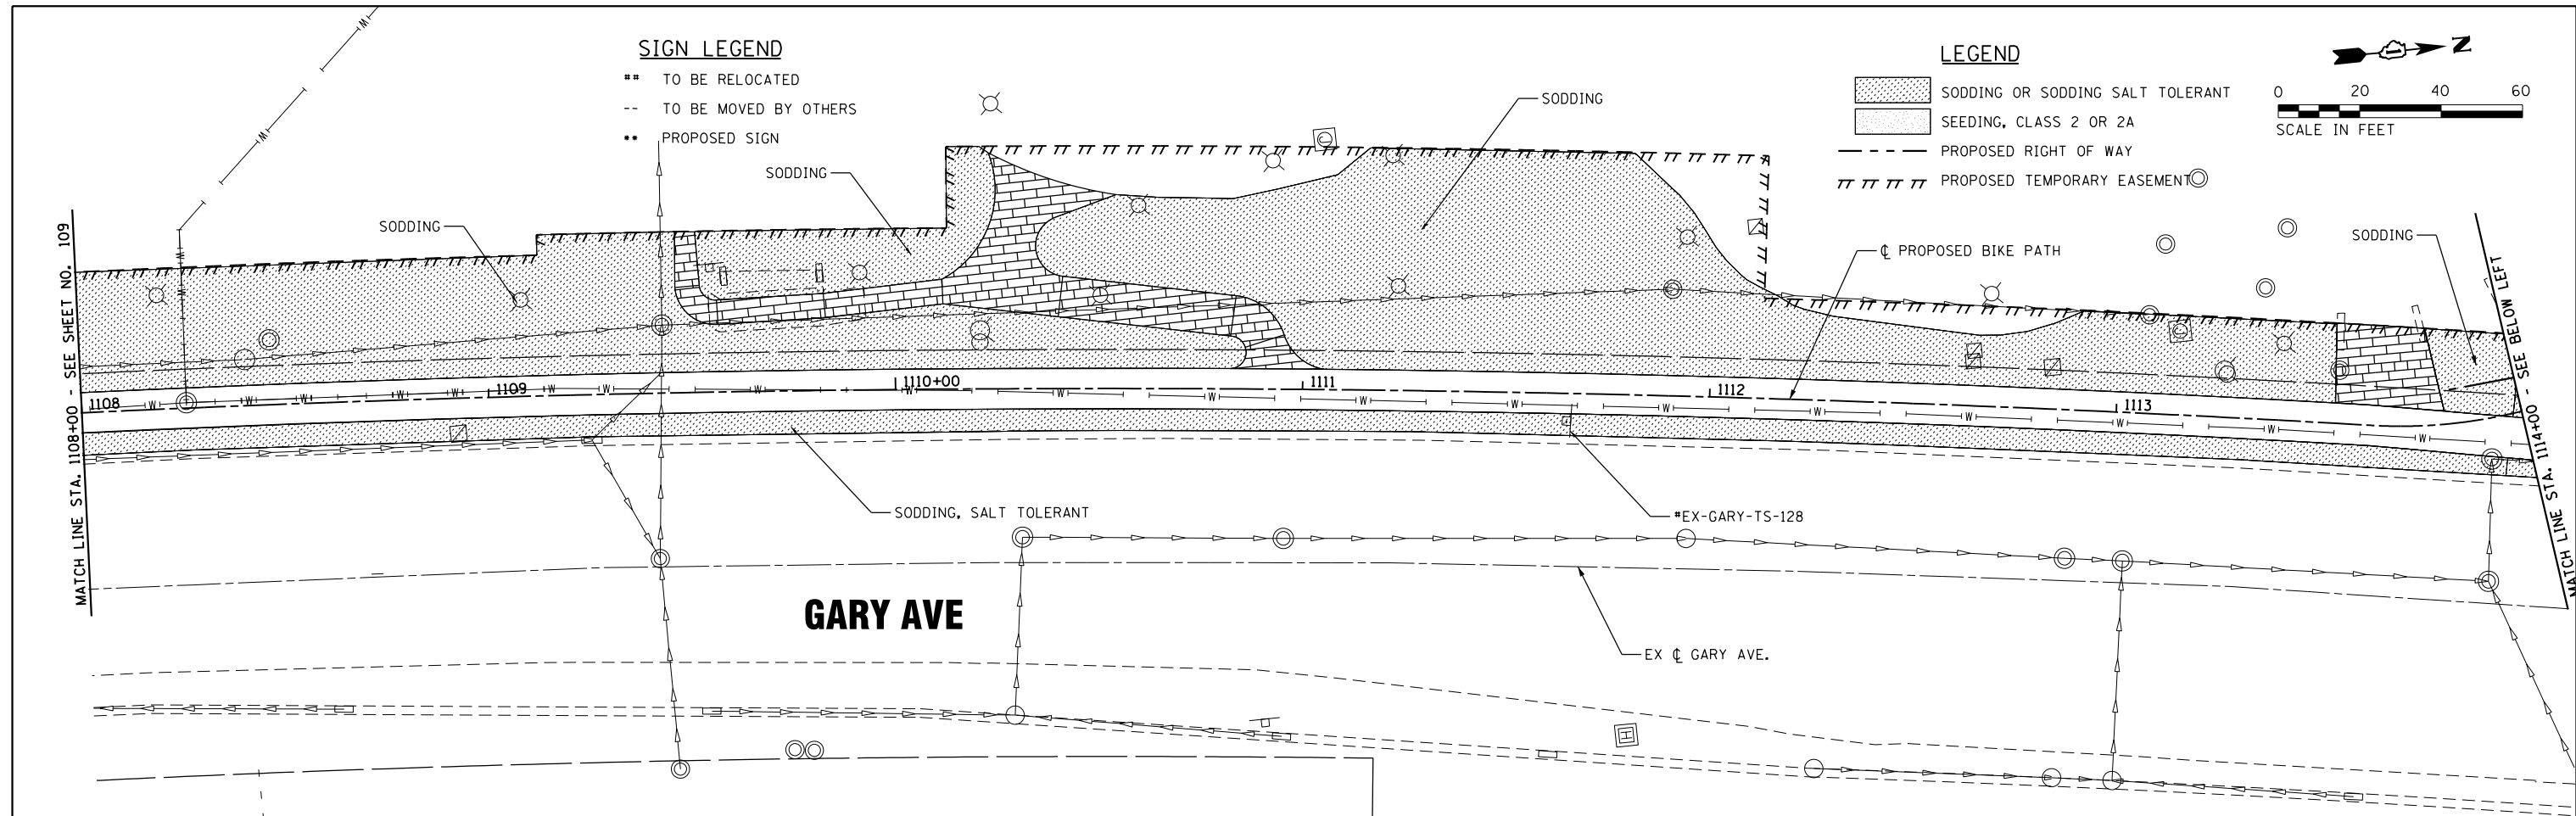 SIGN LEGEND
## TO BE RELOCATED
-- TO BE MOVED BY OTHERS
** PROPOSED SIGN
LEGEND
SODDING OR SODDING SALT TOLERANT
SEEDING, CLASS 2 OR 2A
PROPOSED RIGHT OF WAY
PROPOSED TEMPORARY EASEMENT
N
0 20 40 60
SCALE IN FEET
SODDING
SODDING
SODDING
SODDING
℄ PROPOSED BIKE PATH
MATCH LINE STA. 1108+00 - SEE SHEET NO. 109
MATCH LINE STA. 1114+00 - SEE BELOW LEFT
1108
1109
1110+00
1111
1112
1113
SODDING, SALT TOLERANT
#EX-GARY-TS-128
GARY AVE
EX ℄ GARY AVE.